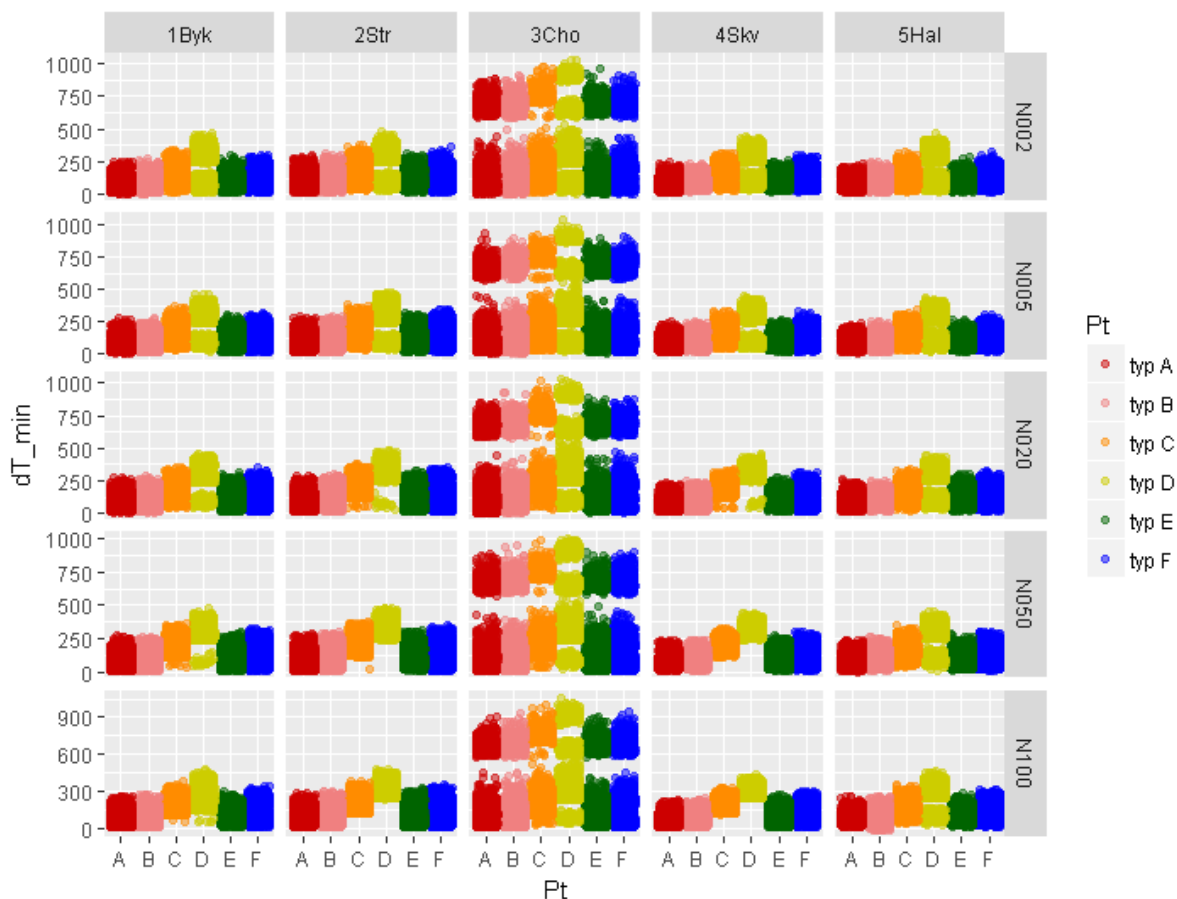 1Byk 2Str 3Cho 4Skv 5Hal
1000
750
500
250
0
N002
1000
750
500
250
0
N005
1000
750
500
250
0
N020
1000
750
500
250
0
N050
900
600
300
0
N100
dT_min
A B C D E F A B C D E F A B C D E F A B C D E F A B C D E F
Pt
Pt
typ A
typ B
typ C
typ D
typ E
typ F